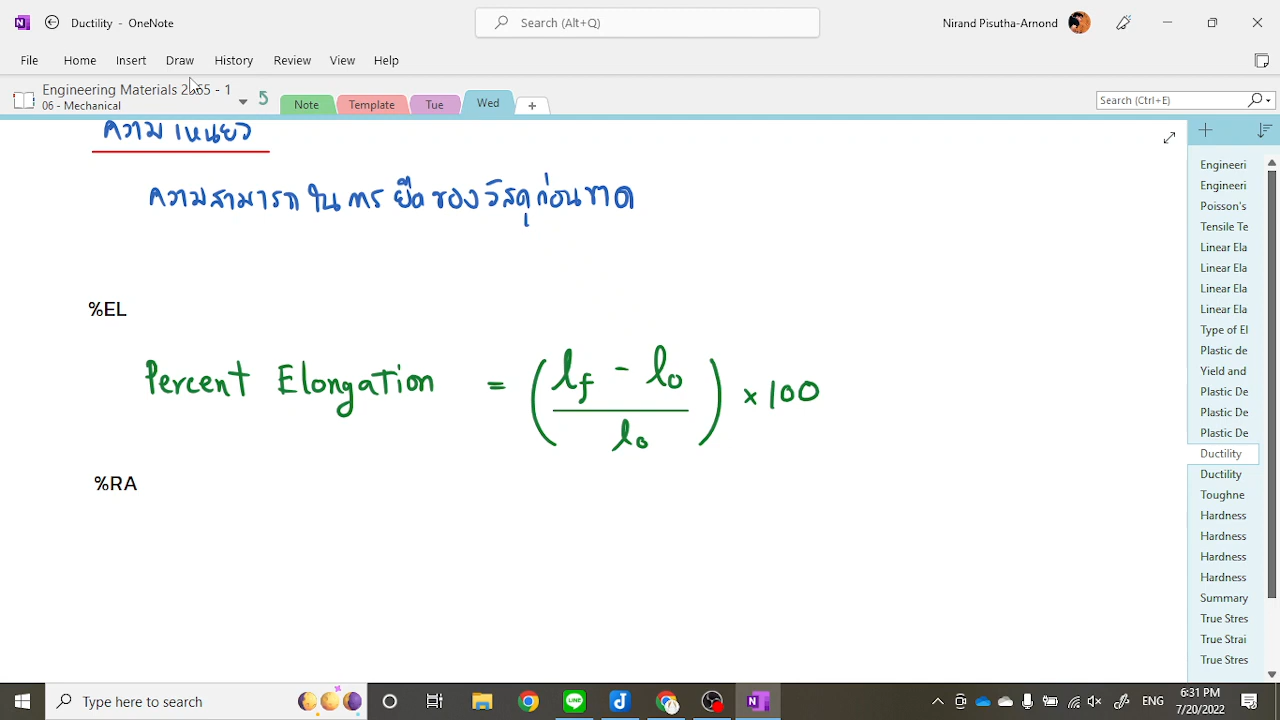 Ductility - OneNote
Search (Alt+Q)
Nirand Pisutha-Arnond
File Home Insert Draw History Review View Help
Engineering Materials 2565 - 1
06 - Mechanical
Note Template Tue Wed +
Search (Ctrl+E)
ความเหนียว
ความสามารถในการยืดของวัสดุก่อนขาด
%EL
Percent Elongation = (lf - lo / lo) × 100
%RA
Engineeri
Engineeri
Poisson's
Tensile Te
Linear Ela
Linear Ela
Linear Ela
Linear Ela
Type of El
Plastic de
Yield and
Plastic De
Plastic De
Plastic De
Ductility
Ductility
Toughne
Hardness
Hardness
Hardness
Hardness
Summary
True Stres
True Strai
True Stres
Type here to search
LINE
ENG
6:31 PM
7/20/2022